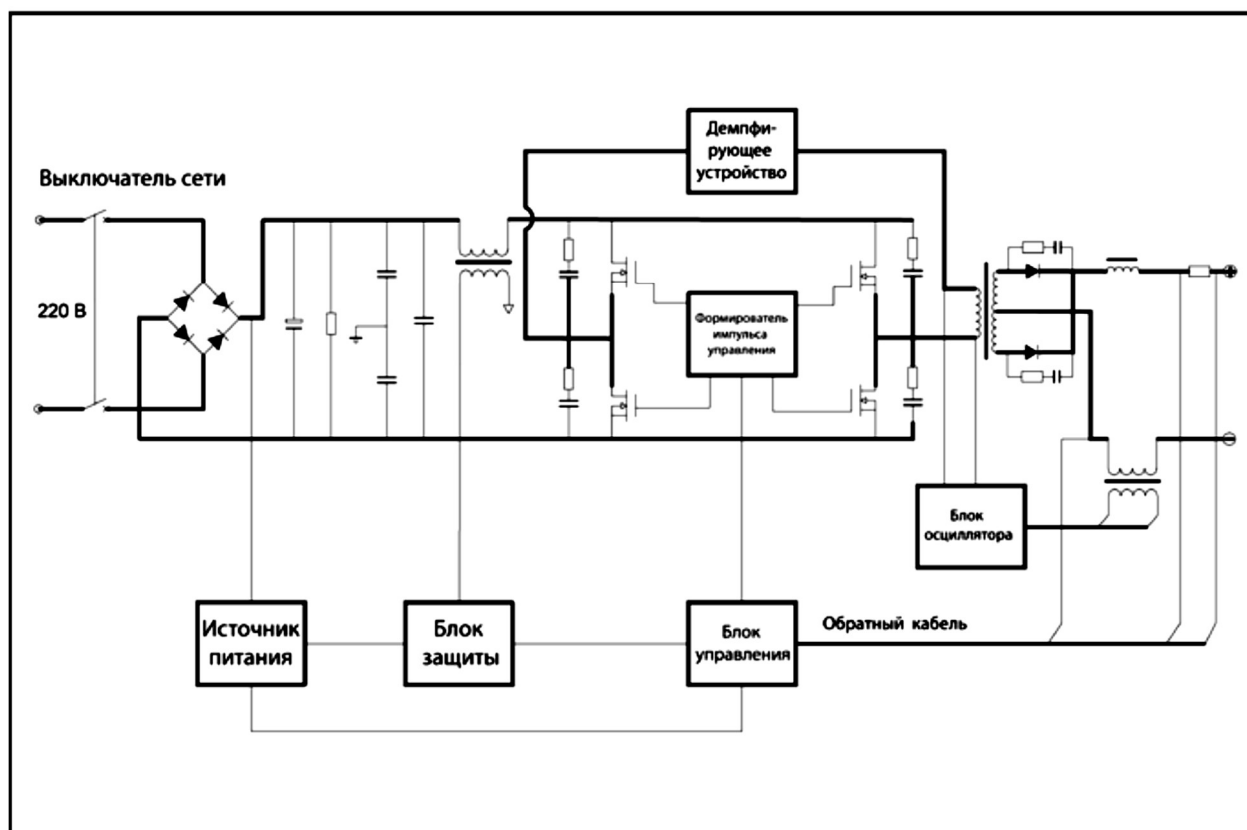 Демпфи-
рующее
устройство
Выключатель сети
220 В
Формирователь
импульса
управления
Блок
осциллятора
Источник
питания
Блок
защиты
Блок
управления
Обратный кабель